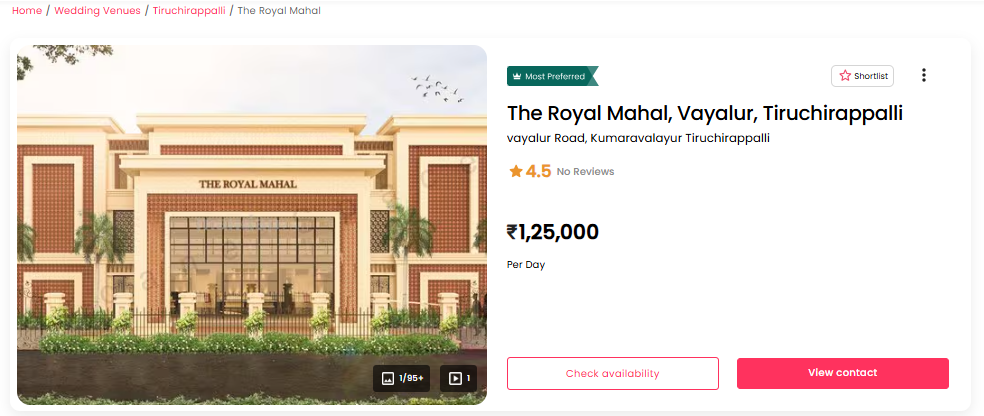 Home / Wedding Venues / Tiruchirappalli / The Royal Mahal
Most Preferred
Shortlist
The Royal Mahal, Vayalur, Tiruchirappalli
vayalur Road, Kumaravalayur Tiruchirappalli
4.5 No Reviews
THE ROYAL MAHAL
₹1,25,000
Per Day
1/95+
1
Check availability
View contact